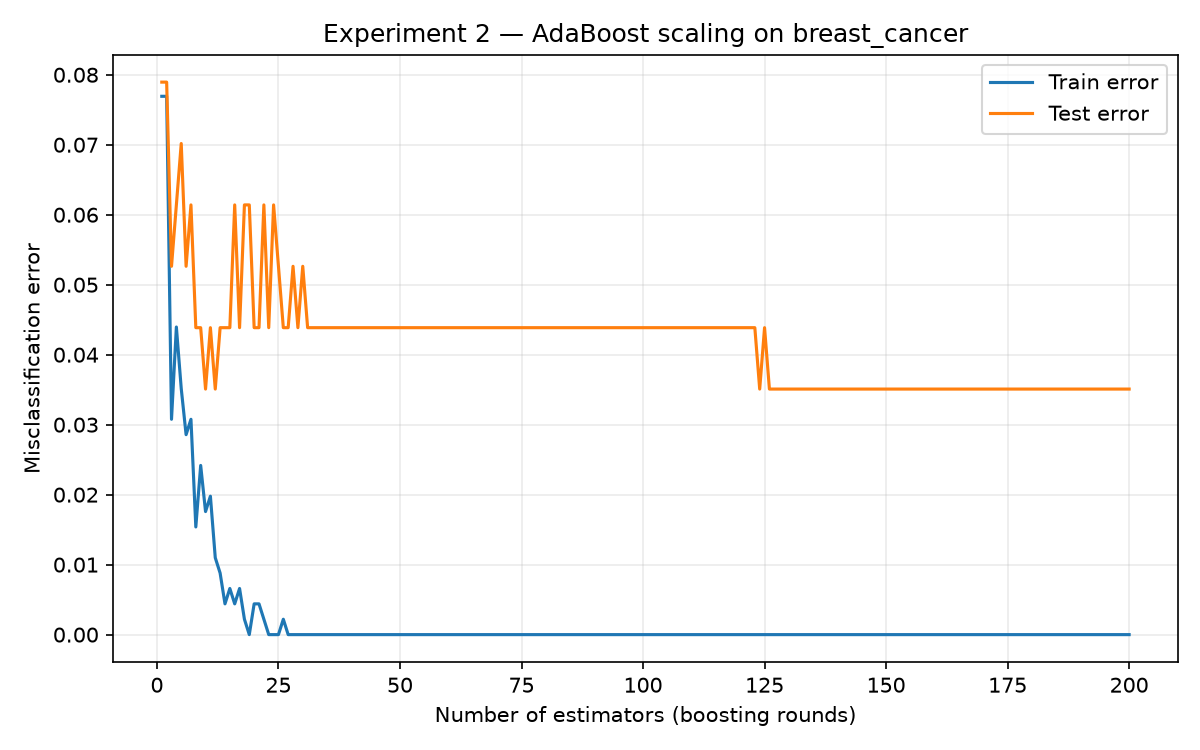 Experiment 2 — AdaBoost scaling on breast_cancer
Train error
Test error
Misclassification error
0.08
0.07
0.06
0.05
0.04
0.03
0.02
0.01
0.00
0 25 50 75 100 125 150 175 200
Number of estimators (boosting rounds)